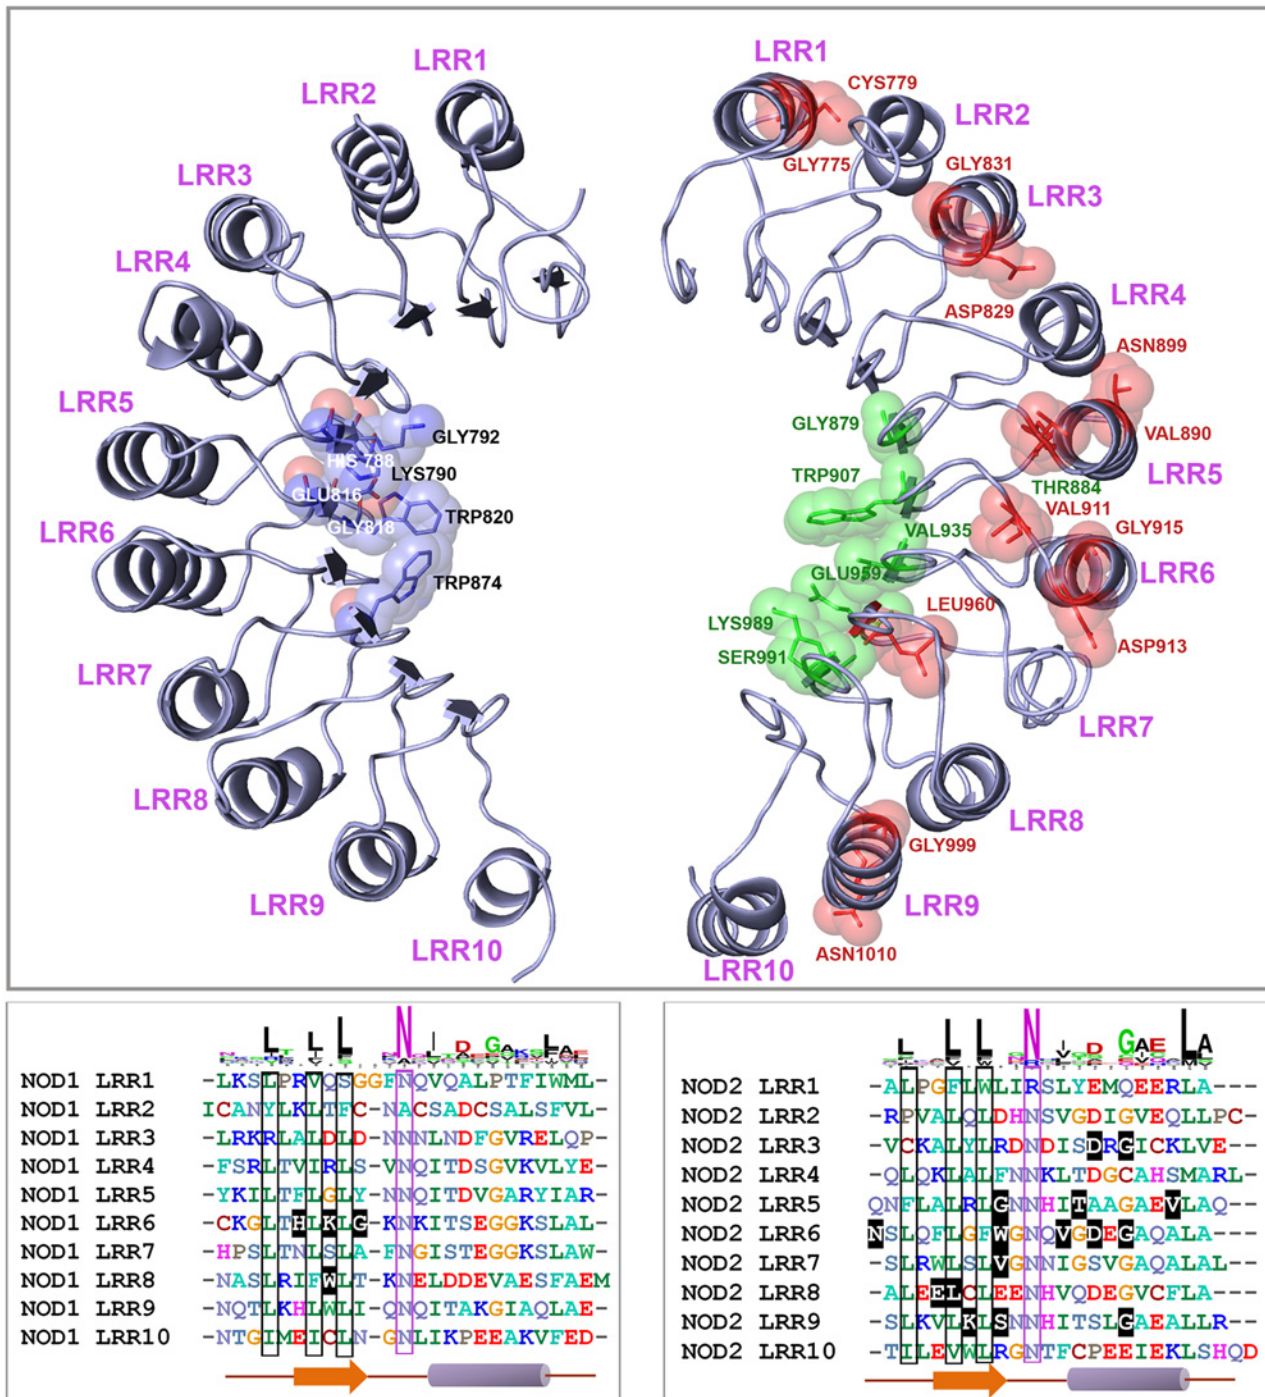 LRR1
LRR2
LRR3
LRR4
LRR5
LRR6
LRR7
LRR8
LRR9
LRR10
GLY792
HIS 788
LYS790
GLU816
GLY818
TRP820
TRP874
LRR1
CYS779
LRR2
GLY775
GLY831
LRR3
LRR4
ASP829
ASN899
GLY879
VAL890
LRR5
TRP907
THR884
VAL911
GLY915
VAL935
GLU959
LRR6
LEU960
LYS989
SER991
ASP913
LRR7
LRR8
GLY999
LRR9
ASN1010
LRR10
NOD1 LRR1 -LKSLPRVQSGGFNQVQALPTFIWML-
NOD1 LRR2 ICANYLKLTFC-NACSADCSALSFVL-
NOD1 LRR3 -LRKRLALDLD-NNNLNDFGVRELQP-
NOD1 LRR4 -FSRLTVIRLS-VNQITDSGVKVLYE-
NOD1 LRR5 -YKILTFLGLY-NNQITDVGARYIAR-
NOD1 LRR6 -CKGLTHLKLG-KNKITSEGGKSLAL-
NOD1 LRR7 -HPSLTNLSLA-FNGISTEGGKSLAW-
NOD1 LRR8 -NASLRIFWLT-KNELDDEVAESFAEM
NOD1 LRR9 -NQTLKHLWLI-QNQITAKGIAQLAE-
NOD1 LRR10 -NTGIMEICLN-GNLIKPEEAKVFED-
NOD2 LRR1 -ALPGFLWLIRSLYEMQEERLA---
NOD2 LRR2 -RPVALQLDHNSVGDIGVEQLLPC-
NOD2 LRR3 -VCKALYLRDNDISDRGICKLVE--
NOD2 LRR4 -QLQKLALFNNKLTDGCAHSMARL-
NOD2 LRR5 QNFLALRLGNNHITAAGAEVLAQ--
NOD2 LRR6 NSLQFLGFWGNQVGDEGAQALA---
NOD2 LRR7 -SLRWLSLVGNNIGSVGAQALAL--
NOD2 LRR8 -ALEELCLEENHVQDEGVCFLA---
NOD2 LRR9 -SLKVLKLSNNHITSLGAEALLR--
NOD2 LRR10 -TILEVWLRGNTFCPEEIEKLSHQD